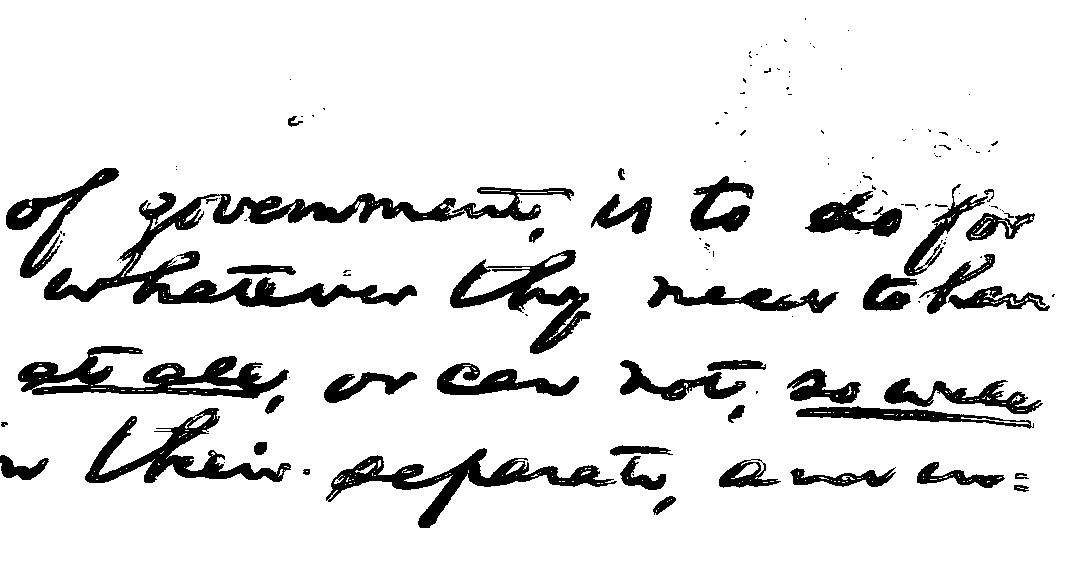 of government, is to do for
whatever they need to have
at all, or can not, so well
in their separate, and in=